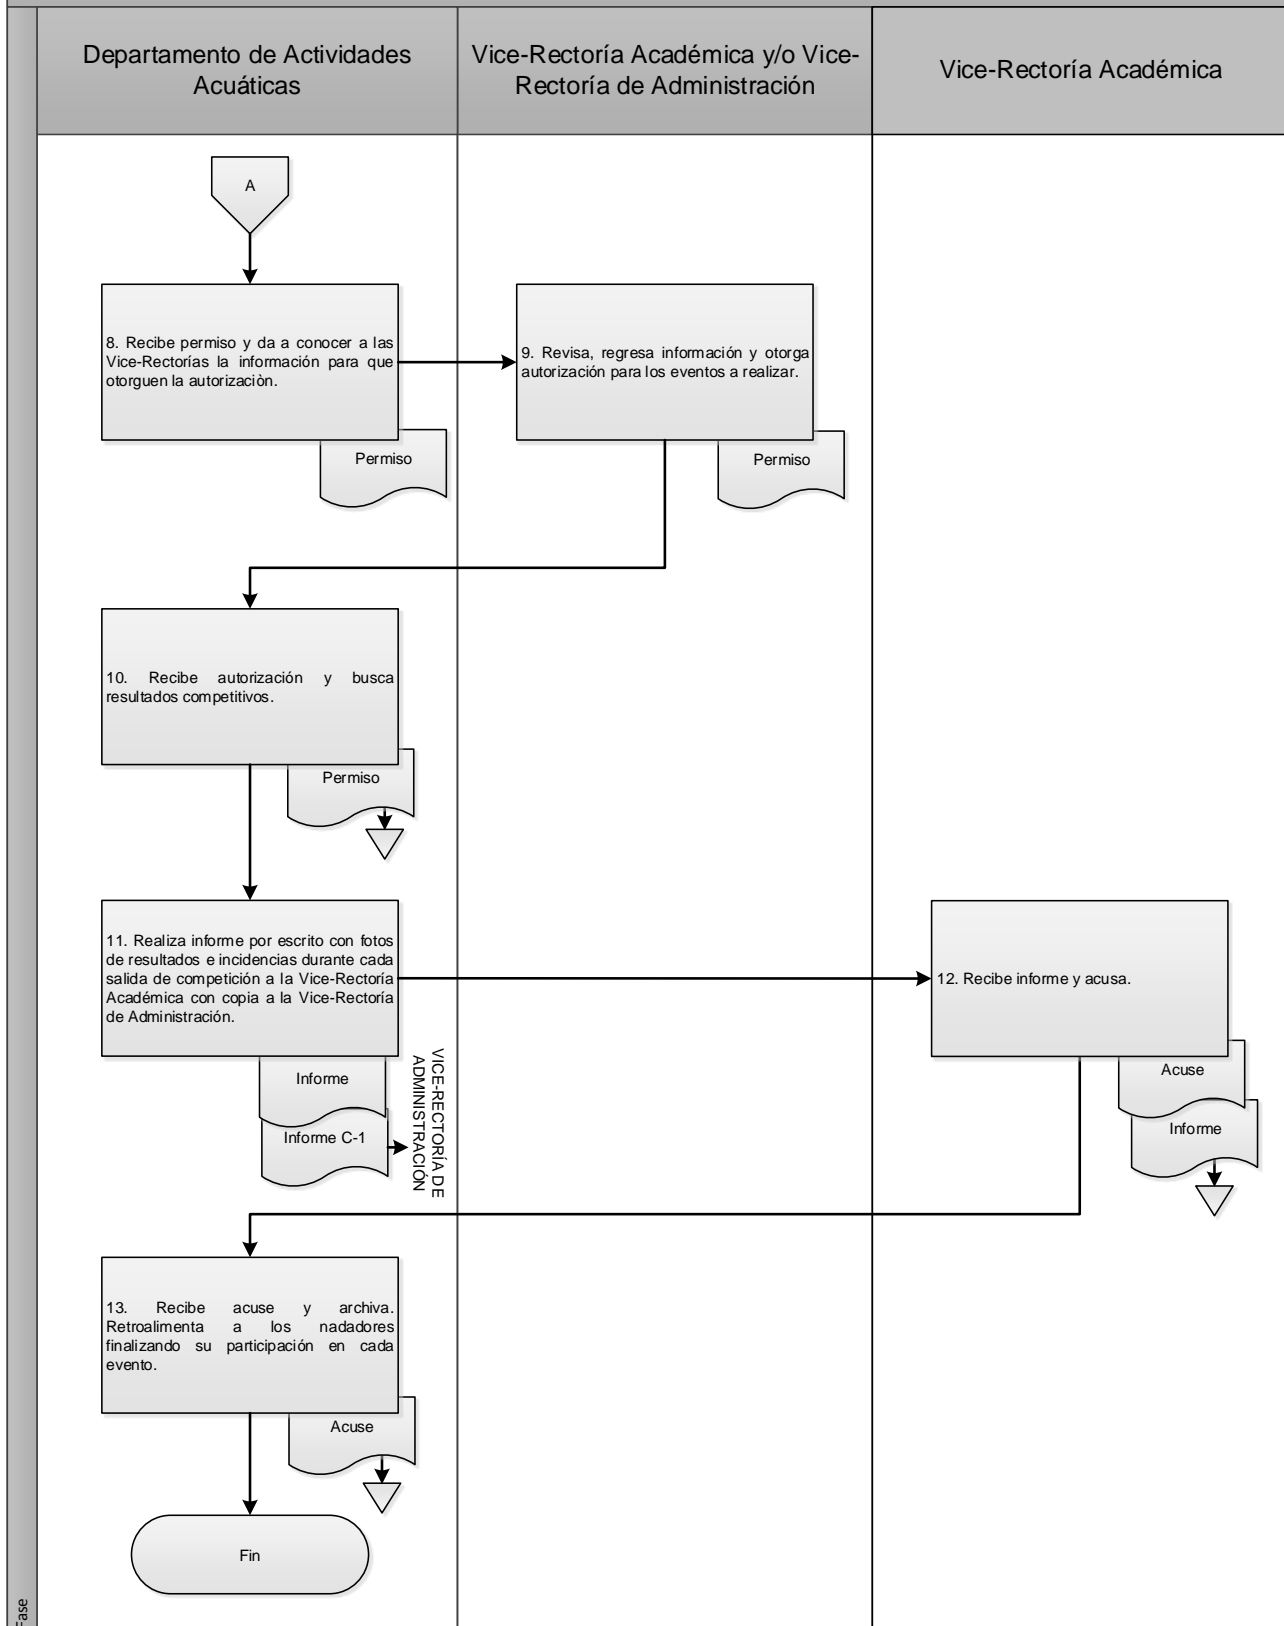 Departamento de Actividades
Acuáticas
Vice-Rectoría Académica y/o Vice-
Rectoría de Administración
Vice-Rectoría Académica
A
8. Recibe permiso y da a conocer a las
Vice-Rectorías la información para que
otorguen la autorizaciòn.
Permiso
9. Revisa, regresa información y otorga
autorización para los eventos a realizar.
Permiso
10. Recibe autorización y busca
resultados competitivos.
Permiso
11. Realiza informe por escrito con fotos
de resultados e incidencias durante cada
salida de competición a la Vice-Rectoría
Académica con copia a la Vice-Rectoría
de Administración.
Informe
Informe C-1
VICE-RECTORÍA DE
ADMINISTRACIÓN
12. Recibe informe y acusa.
Acuse
Informe
13. Recibe acuse y archiva.
Retroalimenta a los nadadores
finalizando su participación en cada
evento.
Acuse
Fin
Fase